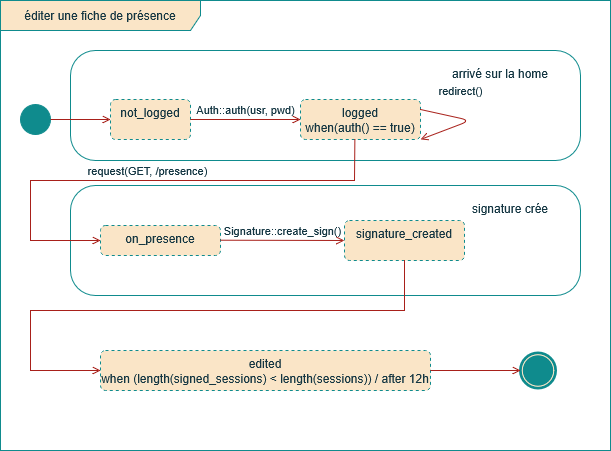 éditer une fiche de présence
arrivé sur la home
redirect()
not_logged
Auth::auth(usr, pwd)
logged
when(auth() == true)
request(GET, /presence)
signature crée
on_presence
Signature::create_sign()
signature_created
edited
when (length(signed_sessions) < length(sessions)) / after 12h